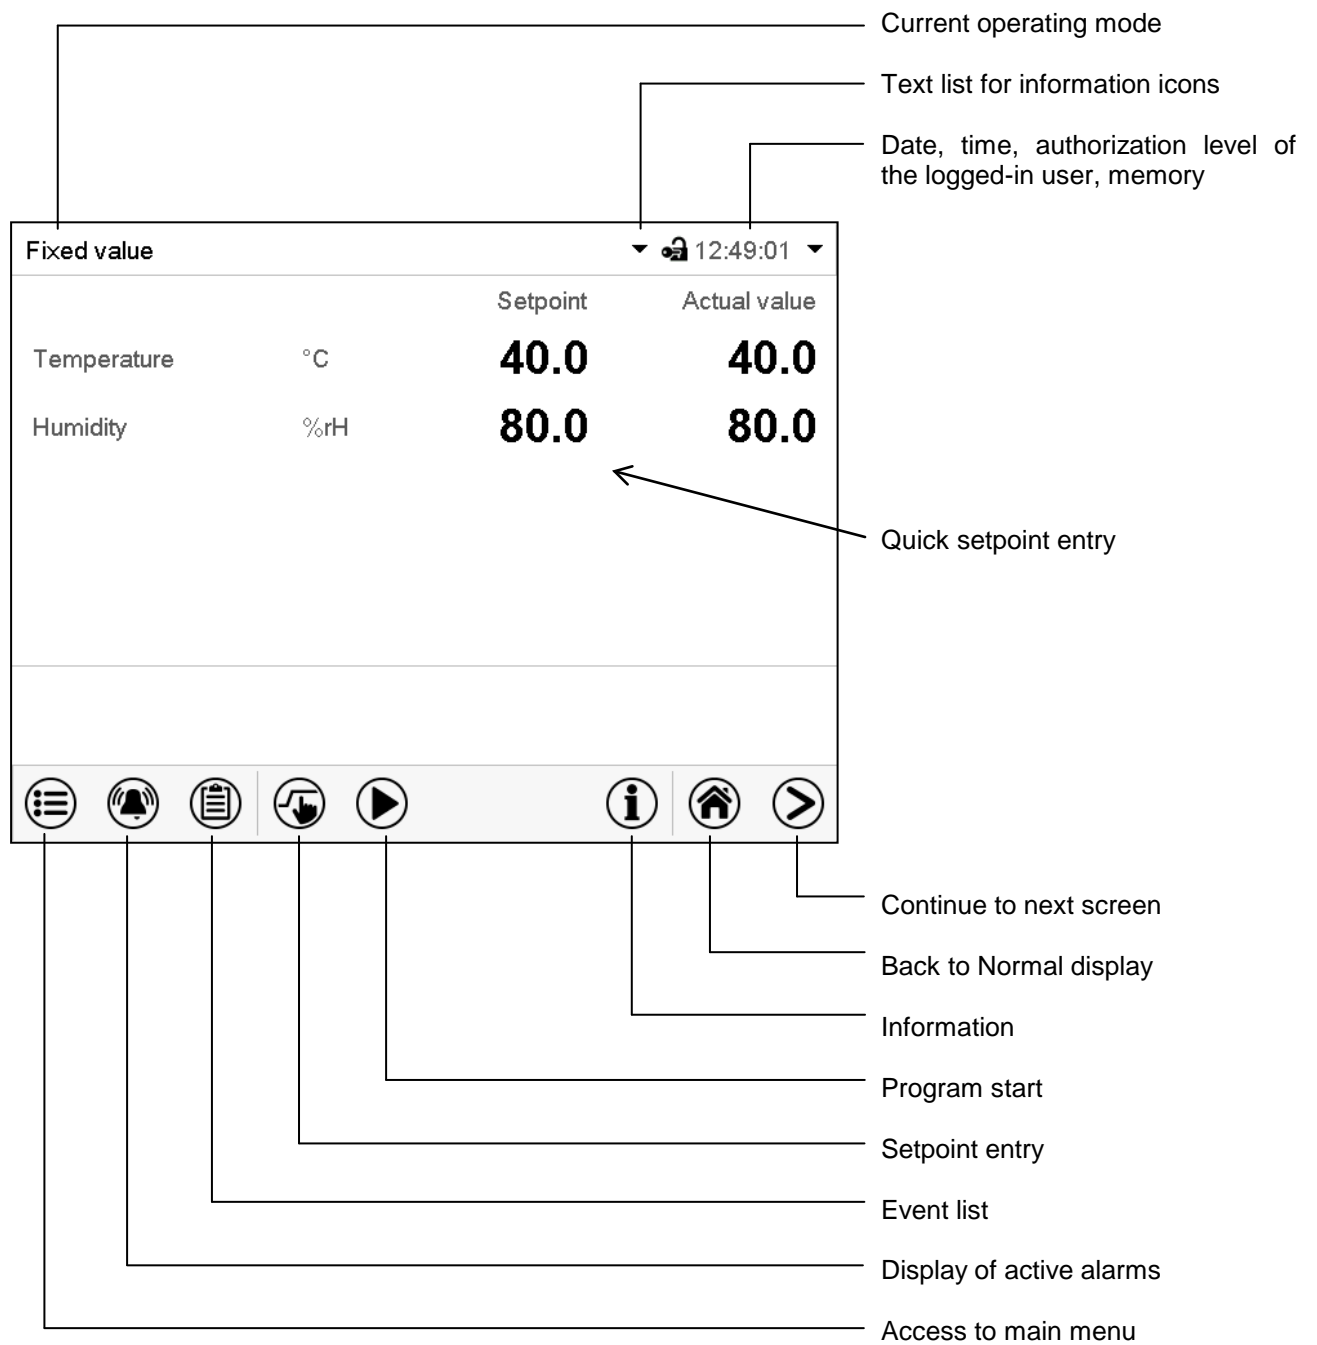 Current operating mode
Text list for information icons
Date, time, authorization level of
the logged-in user, memory
Fixed value
12:49:01
Setpoint Actual value
Temperature °C 40.0 40.0
Humidity %rH 80.0 80.0
Quick setpoint entry
Continue to next screen
Back to Normal display
Information
Program start
Setpoint entry
Event list
Display of active alarms
Access to main menu